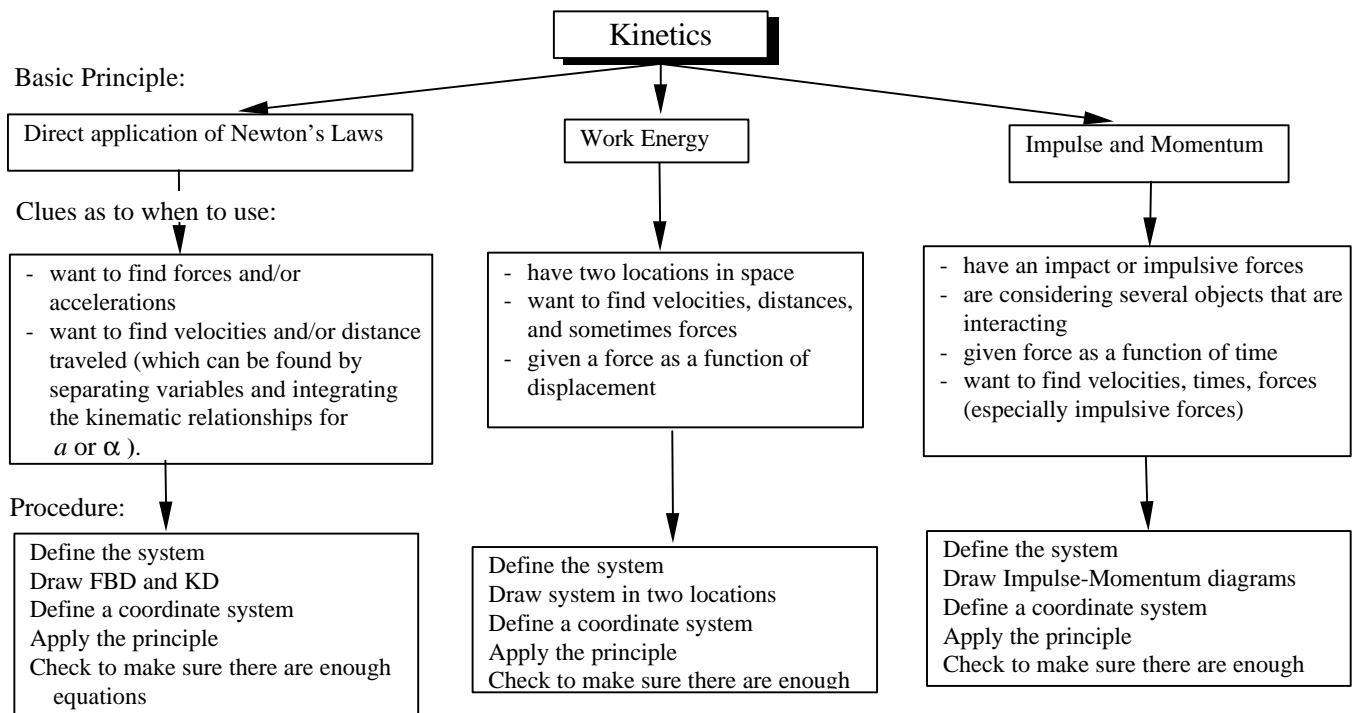 Kinetics
Basic Principle:
Direct application of Newton's Laws
Work Energy
Impulse and Momentum
Clues as to when to use:
- want to find forces and/or
accelerations
- want to find velocities and/or distance
traveled (which can be found by
separating variables and integrating
the kinematic relationships for
a or α ).
- have two locations in space
- want to find velocities, distances,
and sometimes forces
- given a force as a function of
displacement
- have an impact or impulsive forces
- are considering several objects that are
interacting
- given force as a function of time
- want to find velocities, times, forces
(especially impulsive forces)
Procedure:
Define the system
Draw FBD and KD
Define a coordinate system
Apply the principle
Check to make sure there are enough
equations
Define the system
Draw system in two locations
Define a coordinate system
Apply the principle
Check to make sure there are enough
Define the system
Draw Impulse-Momentum diagrams
Define a coordinate system
Apply the principle
Check to make sure there are enough